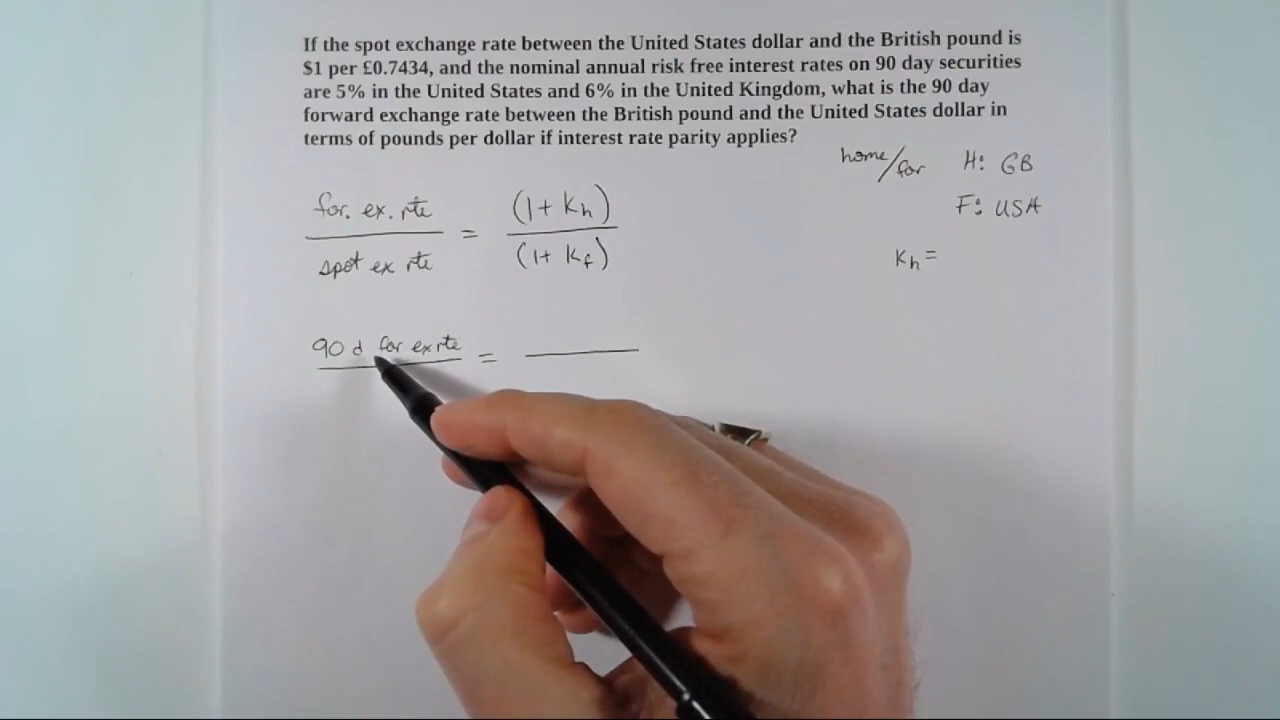 If the spot exchange rate between the United States dollar and the British pound is
$1 per £0.7434, and the nominal annual risk free interest rates on 90 day securities
are 5% in the United States and 6% in the United Kingdom, what is the 90 day
forward exchange rate between the British pound and the United States dollar in
terms of pounds per dollar if interest rate parity applies?
home/for H: GB
F: USA
for. ex. rte = (1 + Kh)
spot ex rte (1 + Kf)
Kh =
90 d for ex rte =